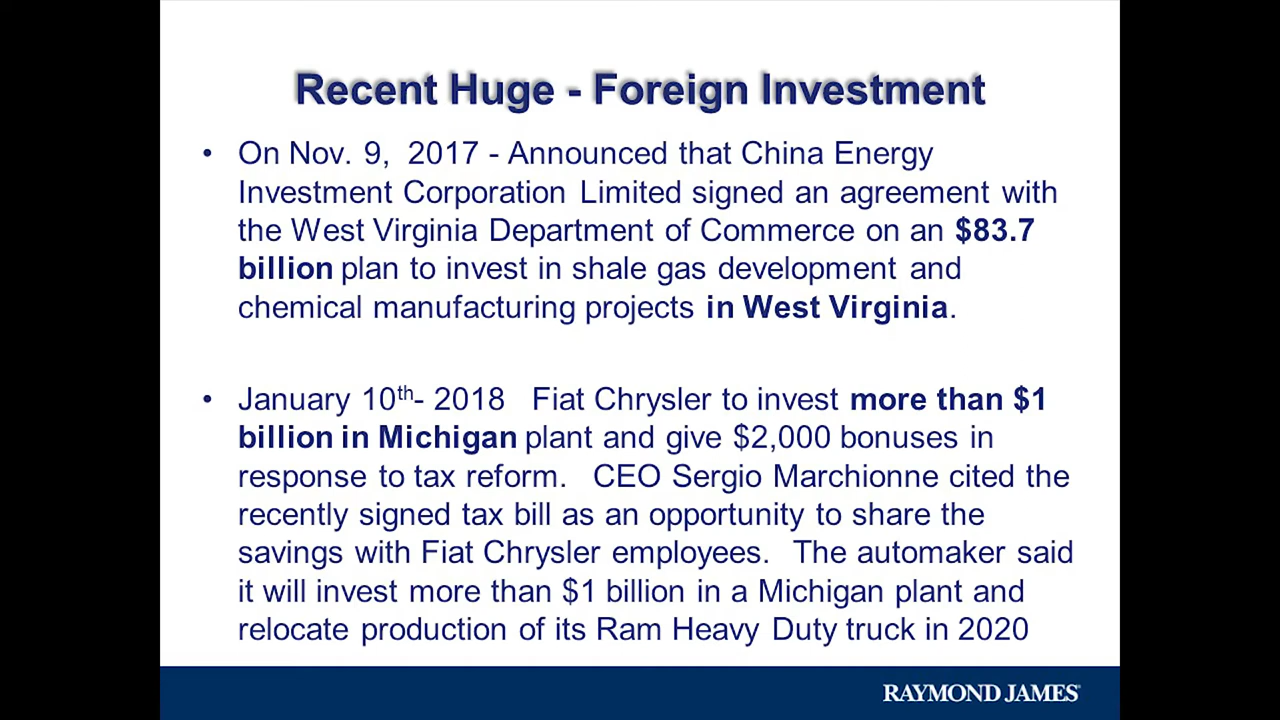 Recent Huge - Foreign Investment
• On Nov. 9,  2017 - Announced that China Energy
Investment Corporation Limited signed an agreement with
the West Virginia Department of Commerce on an $83.7
billion plan to invest in shale gas development and
chemical manufacturing projects in West Virginia.
• January 10th- 2018   Fiat Chrysler to invest more than $1
billion in Michigan plant and give $2,000 bonuses in
response to tax reform.   CEO Sergio Marchionne cited the
recently signed tax bill as an opportunity to share the
savings with Fiat Chrysler employees.   The automaker said
it will invest more than $1 billion in a Michigan plant and
relocate production of its Ram Heavy Duty truck in 2020
RAYMOND JAMES®